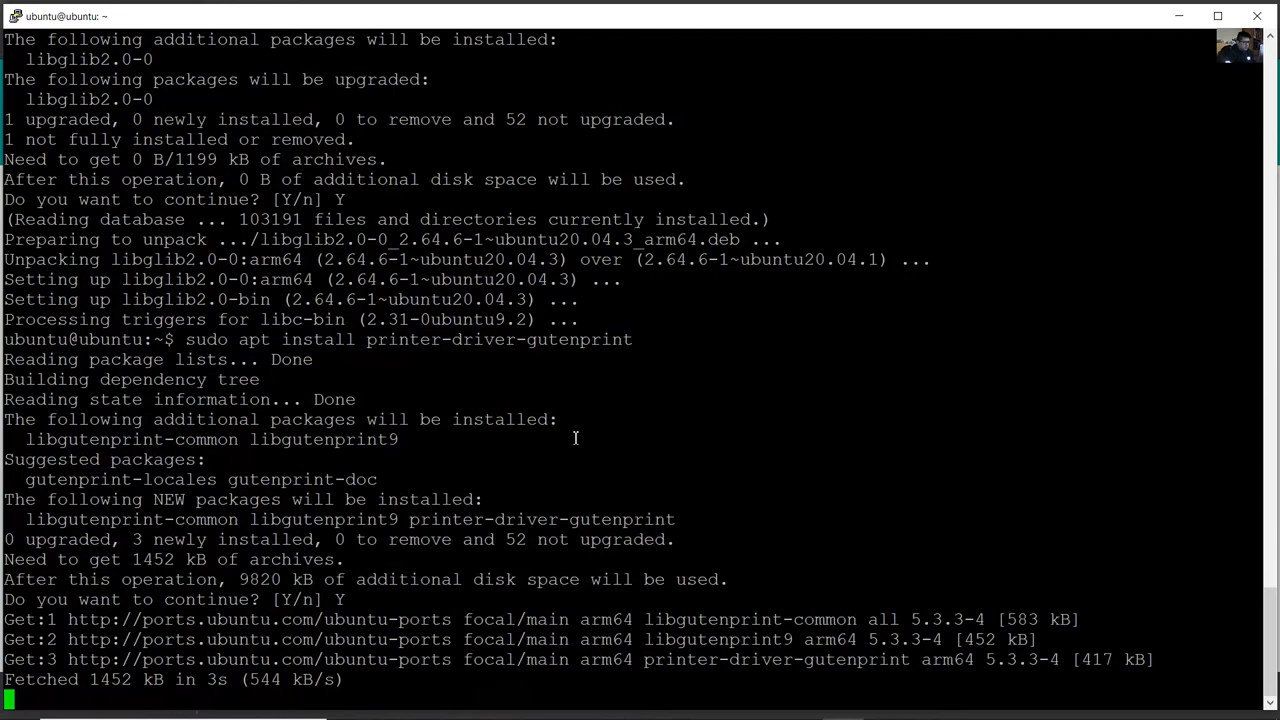 ubuntu@ubuntu: ~
The following additional packages will be installed:
libglib2.0-0
The following packages will be upgraded:
libglib2.0-0
1 upgraded, 0 newly installed, 0 to remove and 52 not upgraded.
1 not fully installed or removed.
Need to get 0 B/1199 kB of archives.
After this operation, 0 B of additional disk space will be used.
Do you want to continue? [Y/n] Y
(Reading database ... 103191 files and directories currently installed.)
Preparing to unpack .../libglib2.0-0_2.64.6-1~ubuntu20.04.3_arm64.deb ...
Unpacking libglib2.0-0:arm64 (2.64.6-1~ubuntu20.04.3) over (2.64.6-1~ubuntu20.04.1) ...
Setting up libglib2.0-0:arm64 (2.64.6-1~ubuntu20.04.3) ...
Setting up libglib2.0-bin (2.64.6-1~ubuntu20.04.3) ...
Processing triggers for libc-bin (2.31-0ubuntu9.2) ...
ubuntu@ubuntu:~$ sudo apt install printer-driver-gutenprint
Reading package lists... Done
Building dependency tree
Reading state information... Done
The following additional packages will be installed:
libgutenprint-common libgutenprint9
Suggested packages:
gutenprint-locales gutenprint-doc
The following NEW packages will be installed:
libgutenprint-common libgutenprint9 printer-driver-gutenprint
0 upgraded, 3 newly installed, 0 to remove and 52 not upgraded.
Need to get 1452 kB of archives.
After this operation, 9820 kB of additional disk space will be used.
Do you want to continue? [Y/n] Y
Get:1 http://ports.ubuntu.com/ubuntu-ports focal/main arm64 libgutenprint-common all 5.3.3-4 [583 kB]
Get:2 http://ports.ubuntu.com/ubuntu-ports focal/main arm64 libgutenprint9 arm64 5.3.3-4 [452 kB]
Get:3 http://ports.ubuntu.com/ubuntu-ports focal/main arm64 printer-driver-gutenprint arm64 5.3.3-4 [417 kB]
Fetched 1452 kB in 3s (544 kB/s)